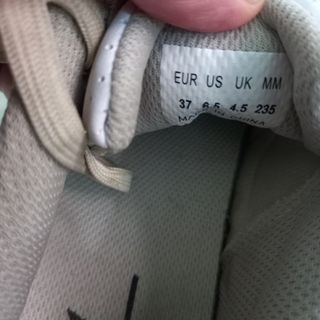 EUR US UK MM
37 6.5 4.5 235
MADE IN CHINA